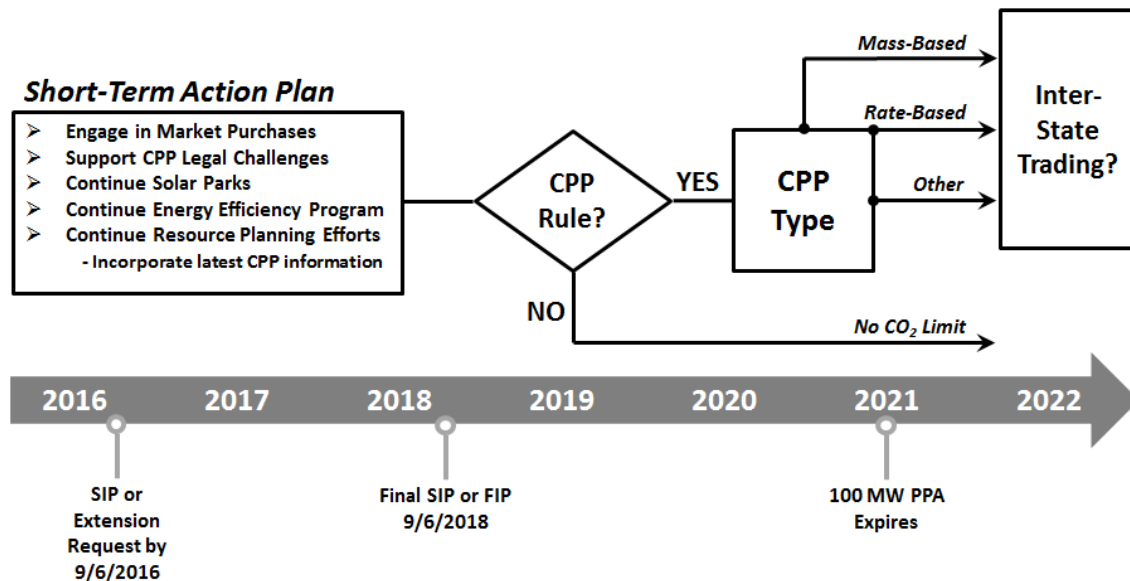 Short-Term Action Plan
➢ Engage in Market Purchases
➢ Support CPP Legal Challenges
➢ Continue Solar Parks
➢ Continue Energy Efficiency Program
➢ Continue Resource Planning Efforts
- Incorporate latest CPP information
CPP
Rule?
YES
NO
CPP
Type
Mass-Based
Rate-Based
Other
No CO₂ Limit
Inter-
State
Trading?
2016 2017 2018 2019 2020 2021 2022
SIP or
Extension
Request by
9/6/2016
Final SIP or FIP
9/6/2018
100 MW PPA
Expires